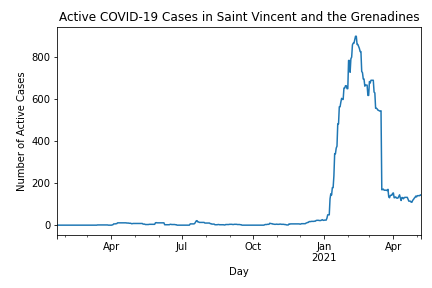 Active COVID-19 Cases in Saint Vincent and the Grenadines
Number of Active Cases
800
600
400
200
0
Apr Jul Oct Jan Apr
2021
Day